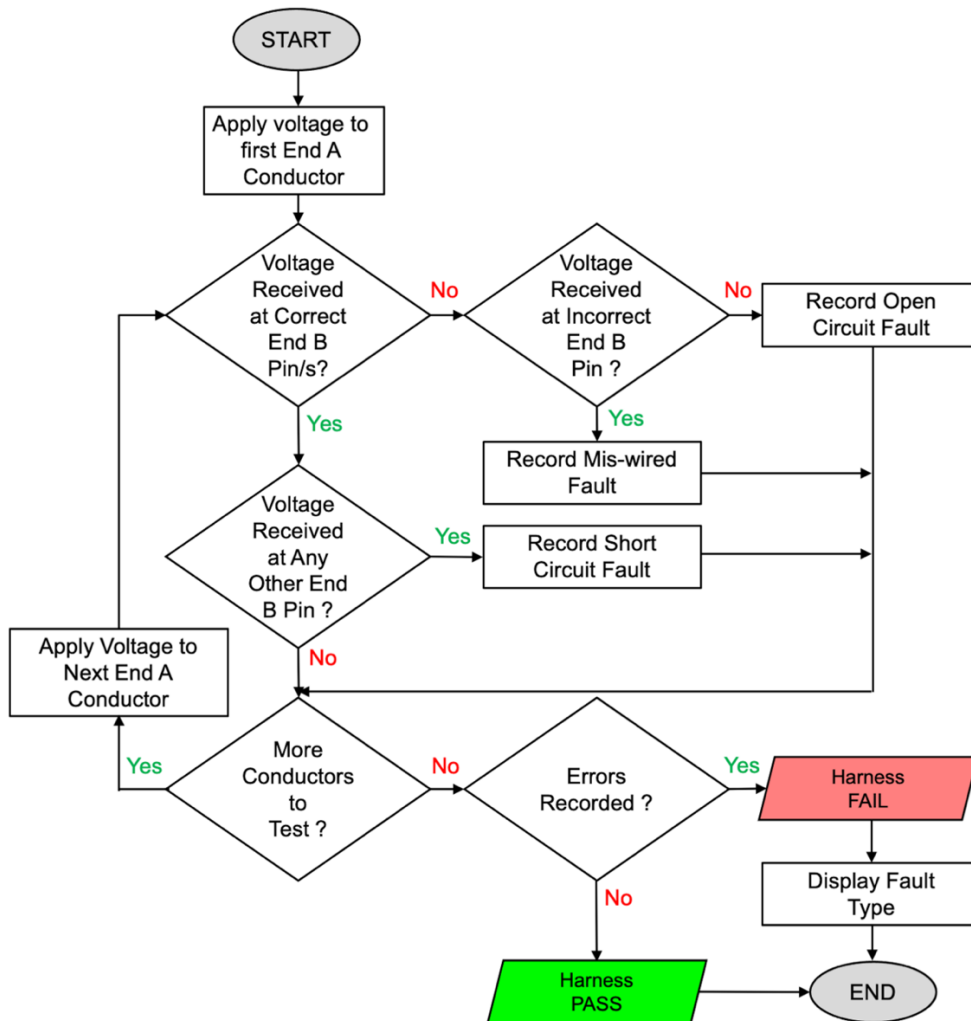 START
Apply voltage to
first End A
Conductor
Voltage
Received
at Correct
End B
Pin/s?
No
Voltage
Received
at Incorrect
End B
Pin ?
No
Record Open
Circuit Fault
Yes
Yes
Record Mis-wired
Fault
Voltage
Received
at Any
Other End
B Pin ?
Yes
Record Short
Circuit Fault
Apply Voltage to
Next End A
Conductor
No
Yes
More
Conductors
to
Test ?
No
Errors
Recorded ?
Yes
Harness
FAIL
Display Fault
Type
No
Harness
PASS
END